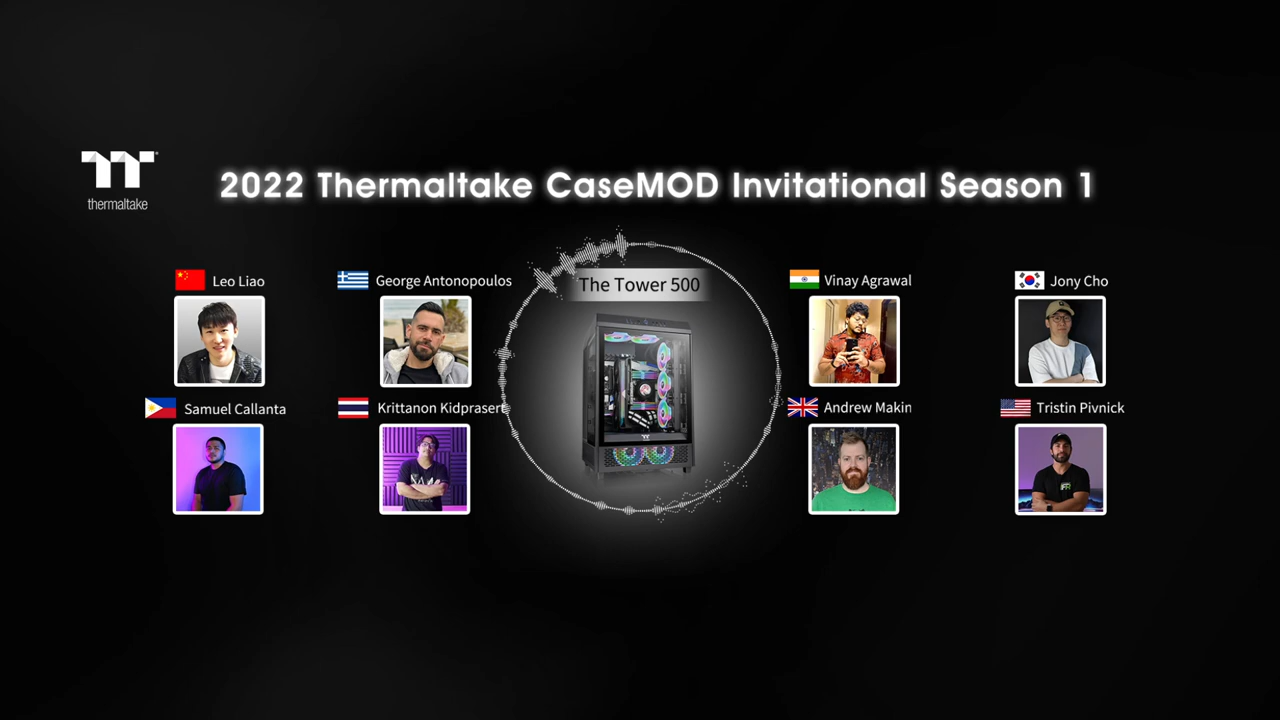 thermaltake
2022 Thermaltake CaseMOD Invitational Season 1
Leo Liao
George Antonopoulos
The Tower 500
Vinay Agrawal
Jony Cho
Samuel Callanta
Krittanon Kidprasert
Andrew Makin
Tristin Pivnick